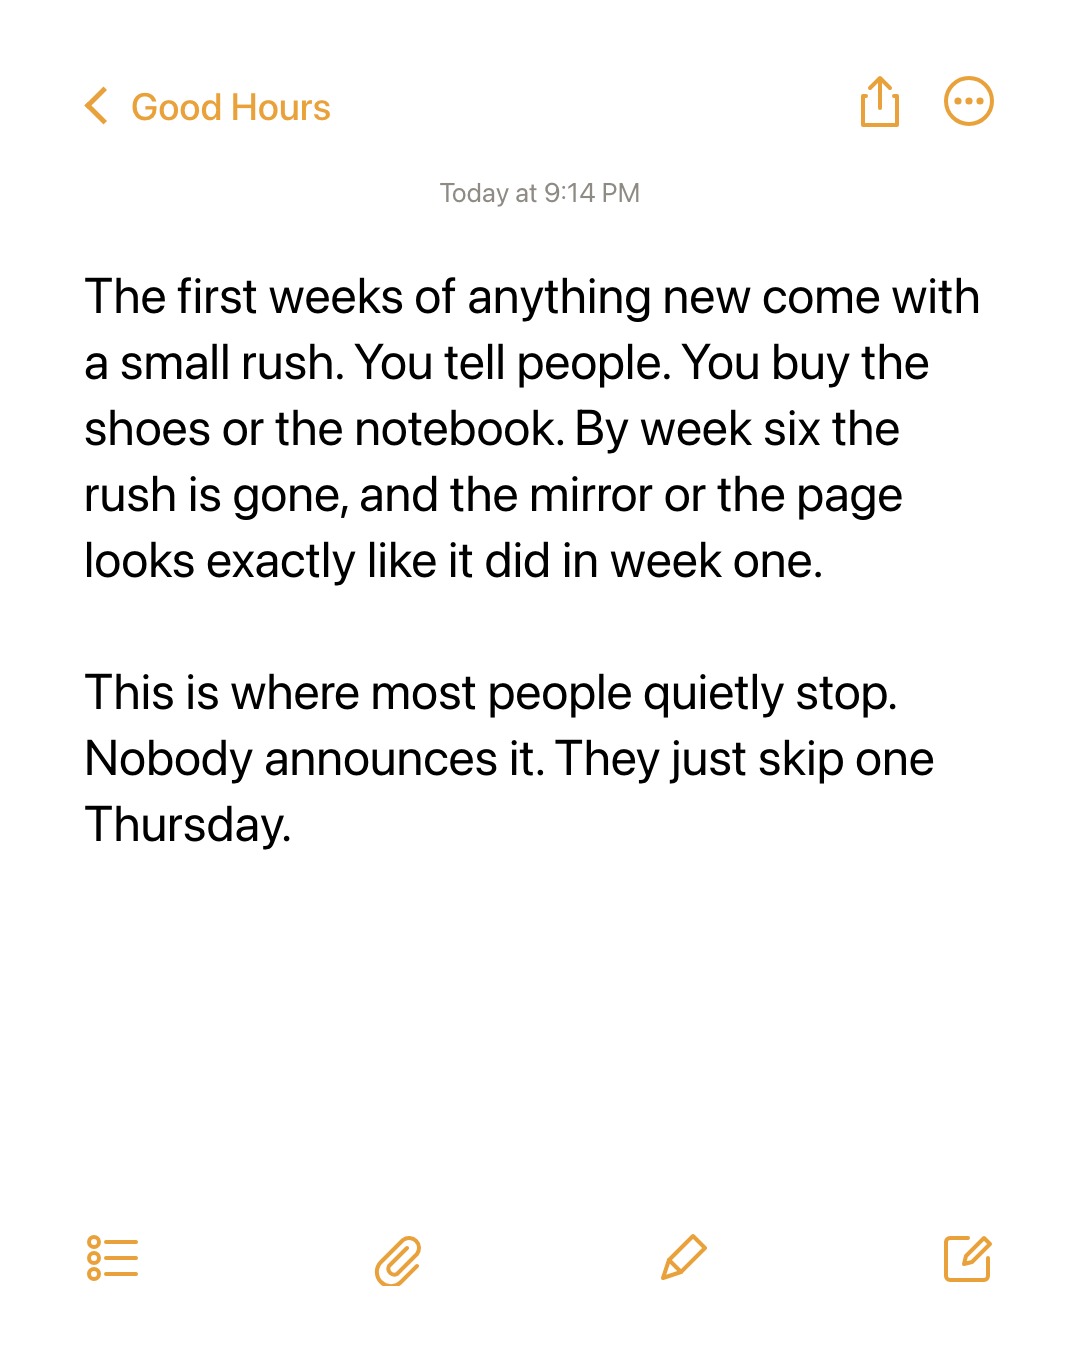 Good Hours
Today at 9:14 PM
The first weeks of anything new come with
a small rush. You tell people. You buy the
shoes or the notebook. By week six the
rush is gone, and the mirror or the page
looks exactly like it did in week one.
This is where most people quietly stop.
Nobody announces it. They just skip one
Thursday.